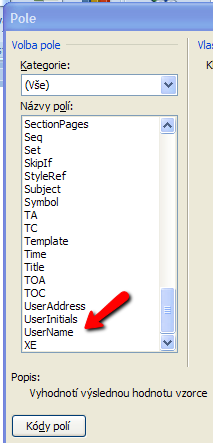 Pole
Volba pole
Vla
Kategorie:
K
(Vše)
Názvy polí:
SectionPages
Seq
Set
SkipIf
StyleRef
Subject
Symbol
TA
TC
Template
Time
Title
TOA
TOC
UserAddress
UserInitials
UserName
XE
Popis:
Vyhodnotí výslednou hodnotu vzorce
Kódy polí